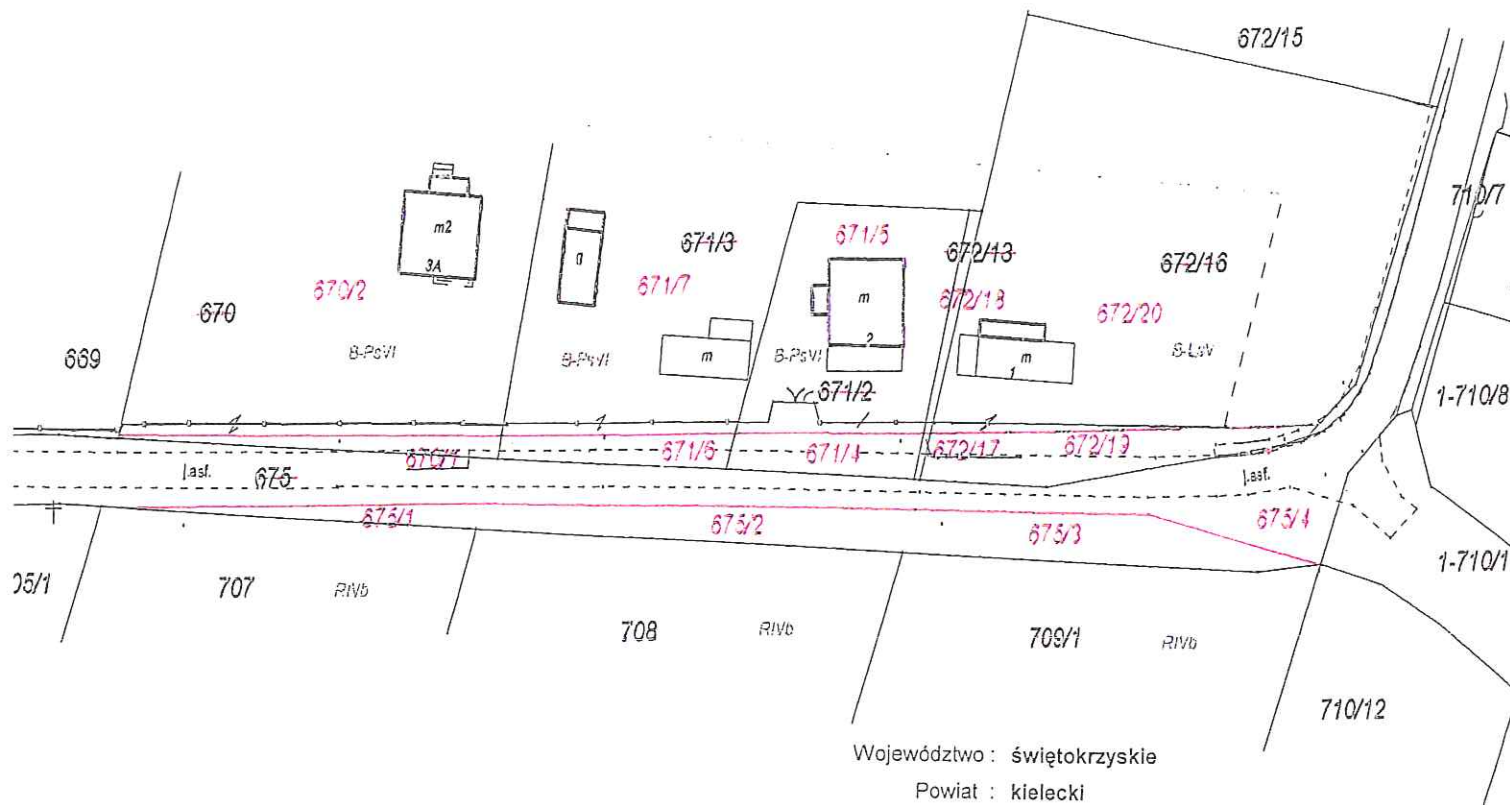 672/15
710/7
671/5
m2
671/3
672/13
672/16
3A
g
670/2
671/7
m
672/18
670
672/20
2
669
B-PsVI
B-PsVI
m
B-PsVI
m
1
B-LsV
671/2
1-710/8
670/1
671/6
671/4
672/17
672/19
j.asf.
675
j.asf.
675/1
675/2
675/3
675/4
05/1
707
RIVb
708
RIVb
709/1
RIVb
1-710/1
710/12
Województwo : świętokrzyskie
Powiat : kielecki